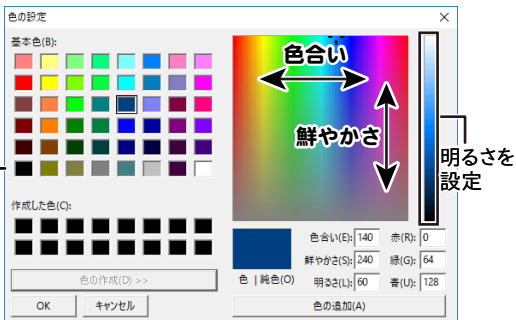 色の設定
基本色(B):
作成した色(C):
色の作成(D) >>
OK キャンセル
色合い
鮮やかさ
明るさを
設定
色 | 純色(O)
色合い(E): 140 赤(R): 0
鮮やかさ(S): 240 緑(G): 64
明るさ(L): 60 青(U): 128
色の追加(A)